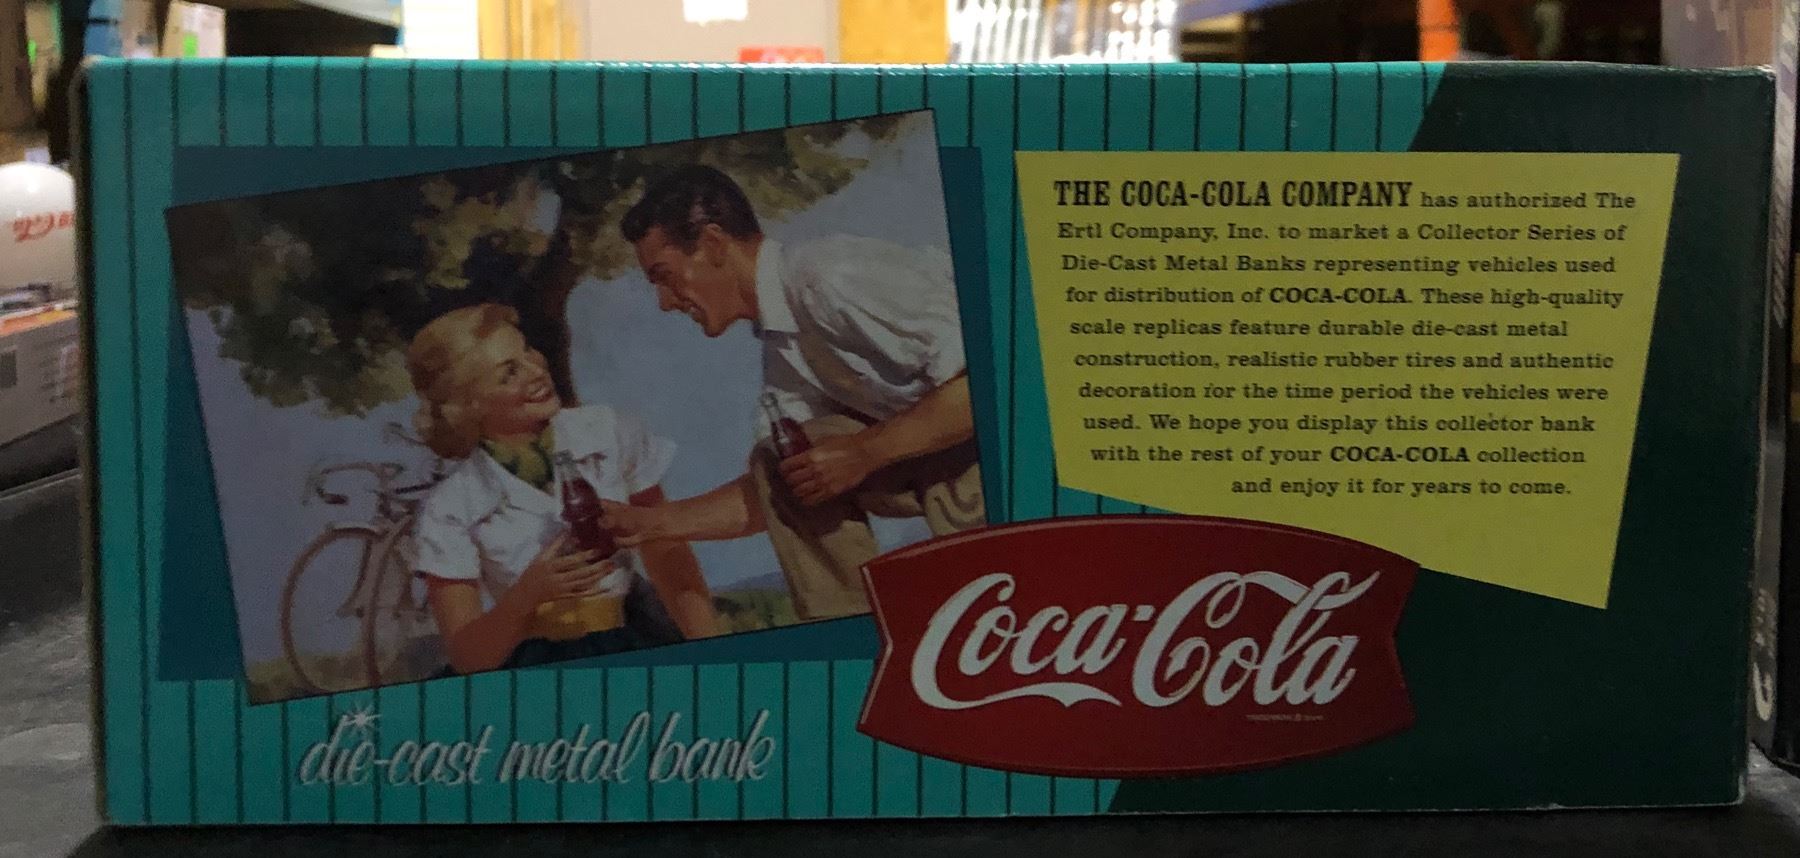 THE COCA-COLA COMPANY has authorized The
Ertl Company, Inc. to market a Collector Series of
Die-Cast Metal Banks representing vehicles used
for distribution of COCA-COLA. These high-quality
scale replicas feature durable die-cast metal
construction, realistic rubber tires and authentic
decoration for the time period the vehicles were
used. We hope you display this collector bank
with the rest of your COCA-COLA collection
and enjoy it for years to come.
Coca-Cola
die-cast metal bank